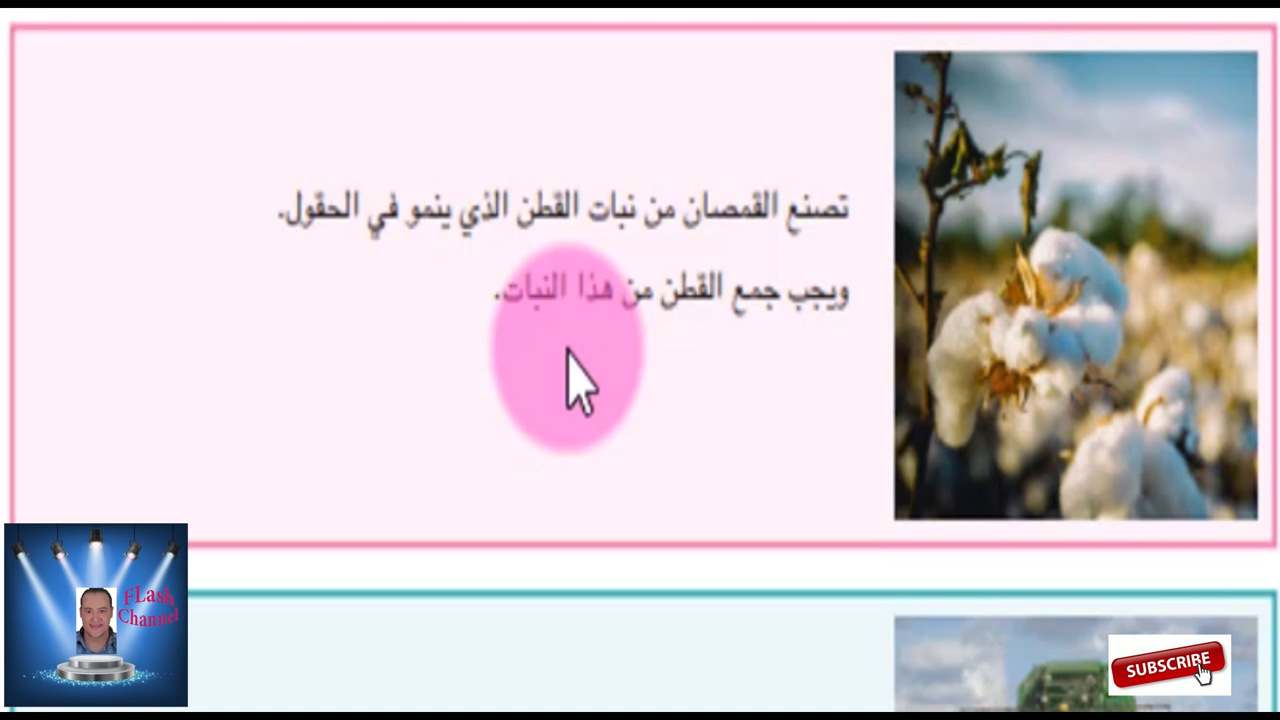 تصنع القمصان من نبات القطن الذي ينمو في الحقول.
ويجب جمع القطن من هذا النبات.
FLash
Channel
SUBSCRIBE